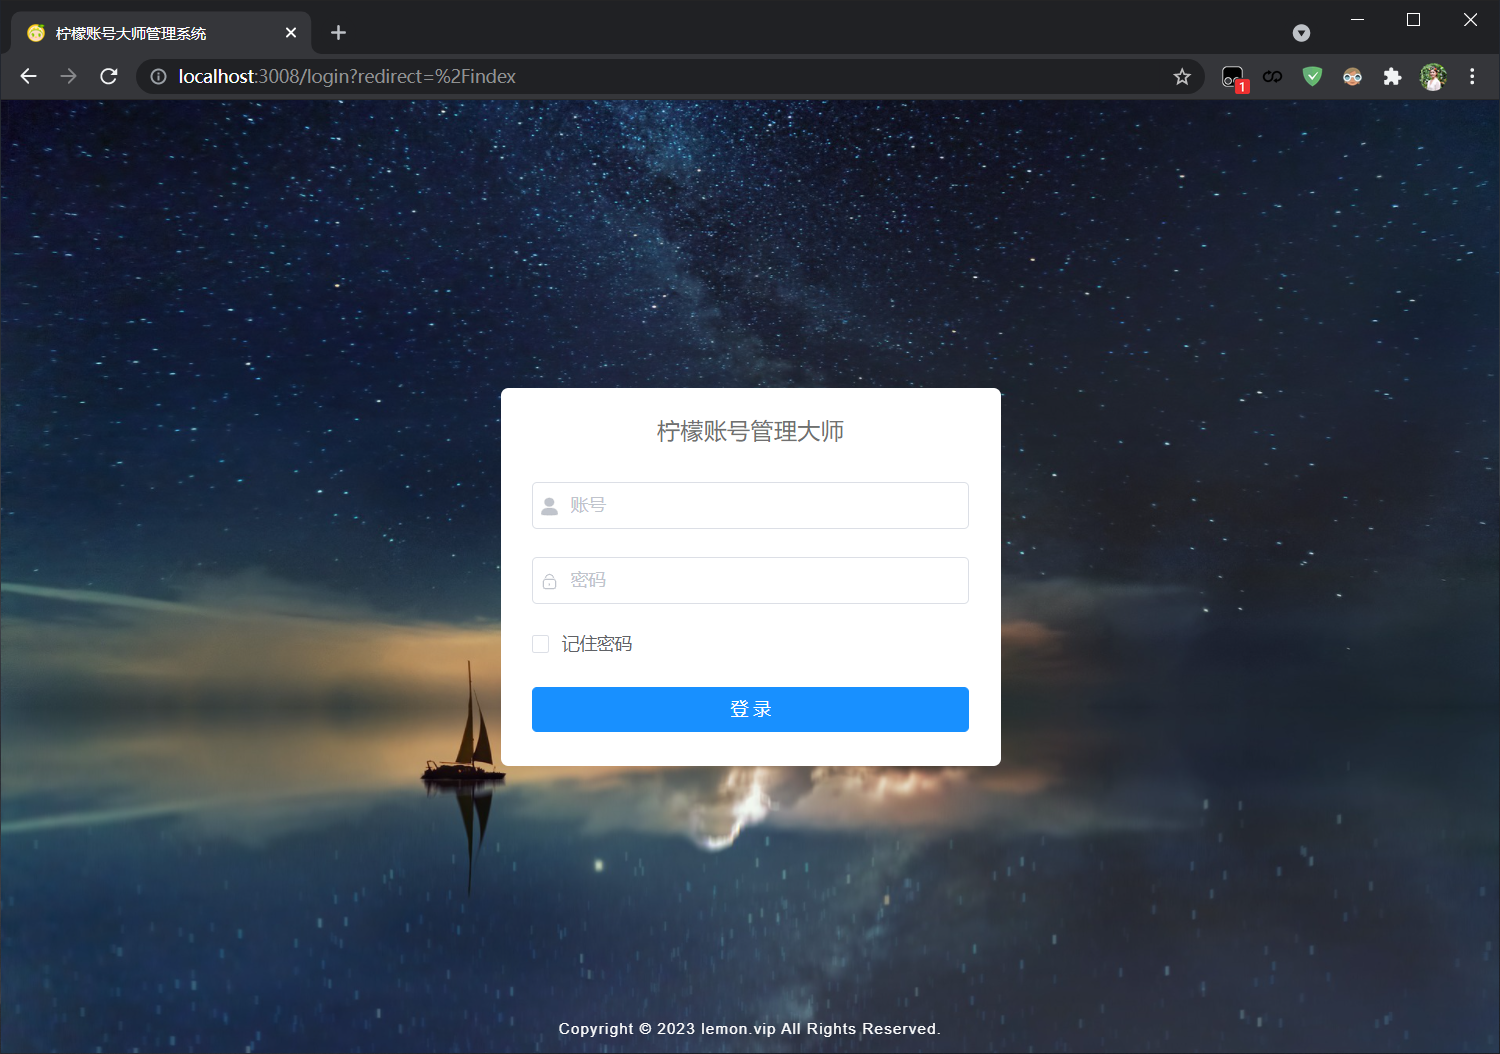 柠檬账号大师管理系统
localhost:3008/login?redirect=%2Findex
1
柠檬账号管理大师
账号
密码
记住密码
登录
Copyright © 2023 lemon.vip All Rights Reserved.